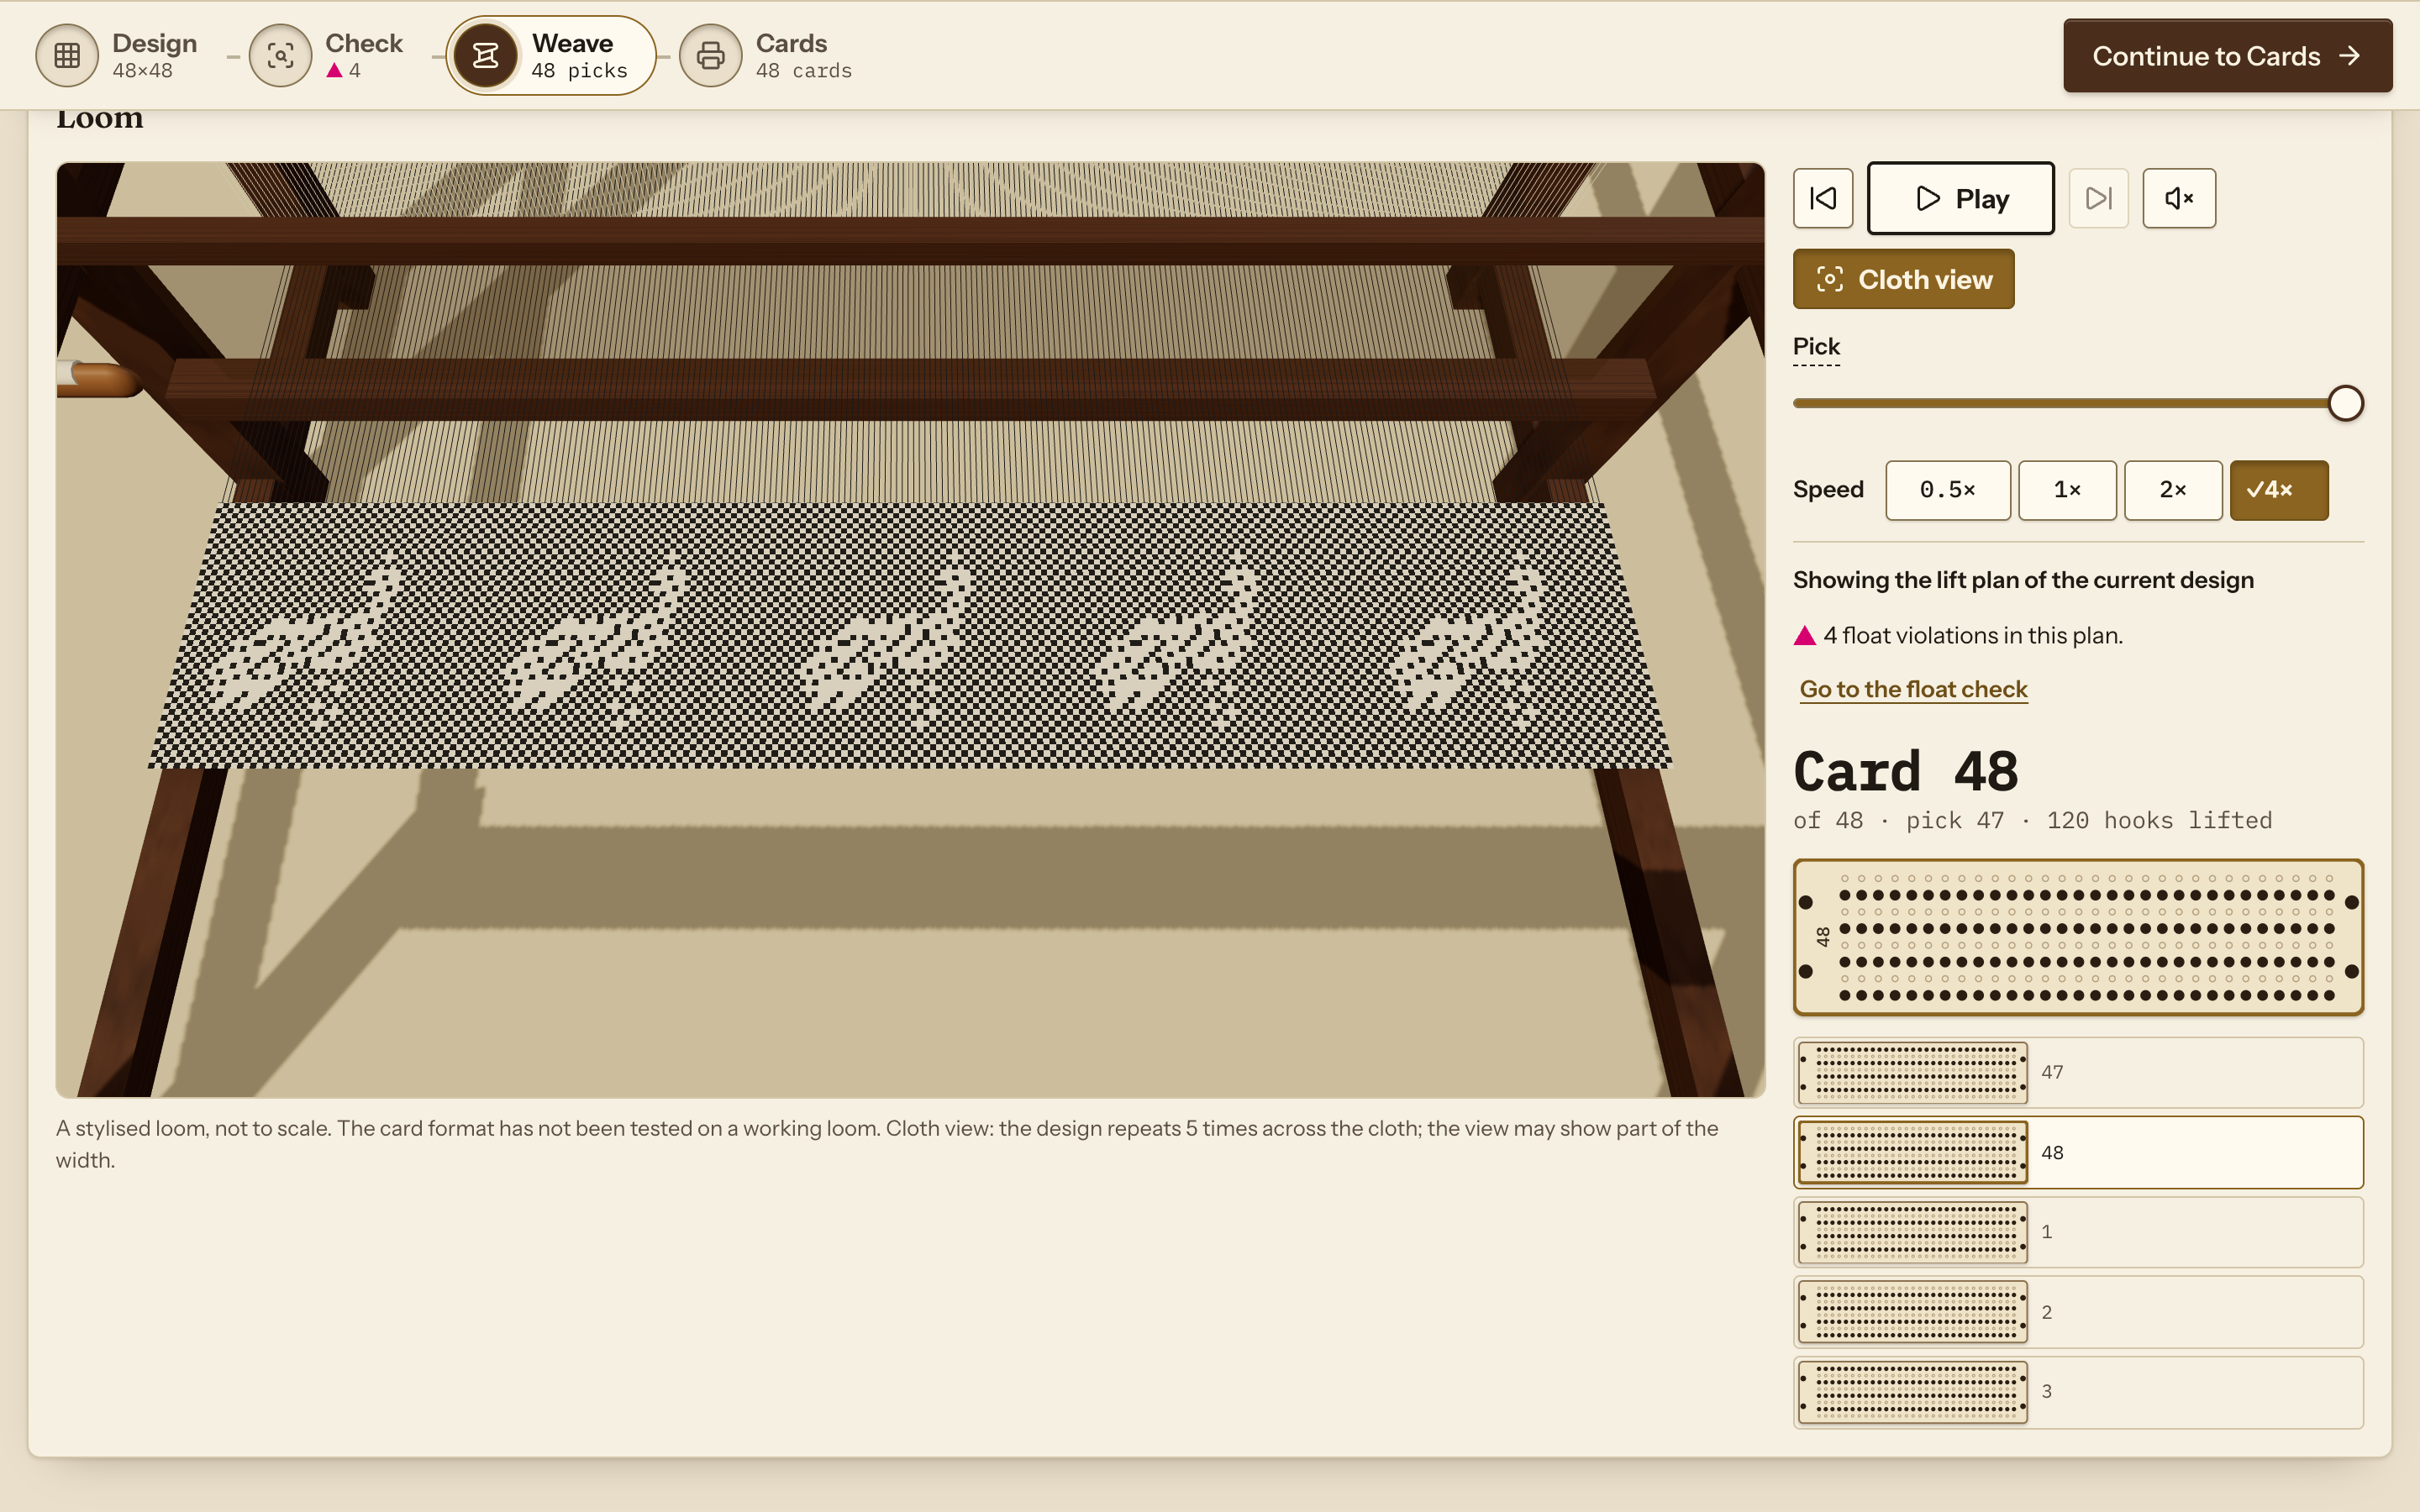 Design
48×48
Check
4
Weave
48 picks
Cards
48 cards
Continue to Cards
Loom
Play
Cloth view
Pick
Speed
0.5×
1×
2×
4×
Showing the lift plan of the current design
4 float violations in this plan.
Go to the float check
Card 48
of 48 · pick 47 · 120 hooks lifted
48
47
48
1
2
3
A stylised loom, not to scale. The card format has not been tested on a working loom. Cloth view: the design repeats 5 times across the cloth; the view may show part of the
width.